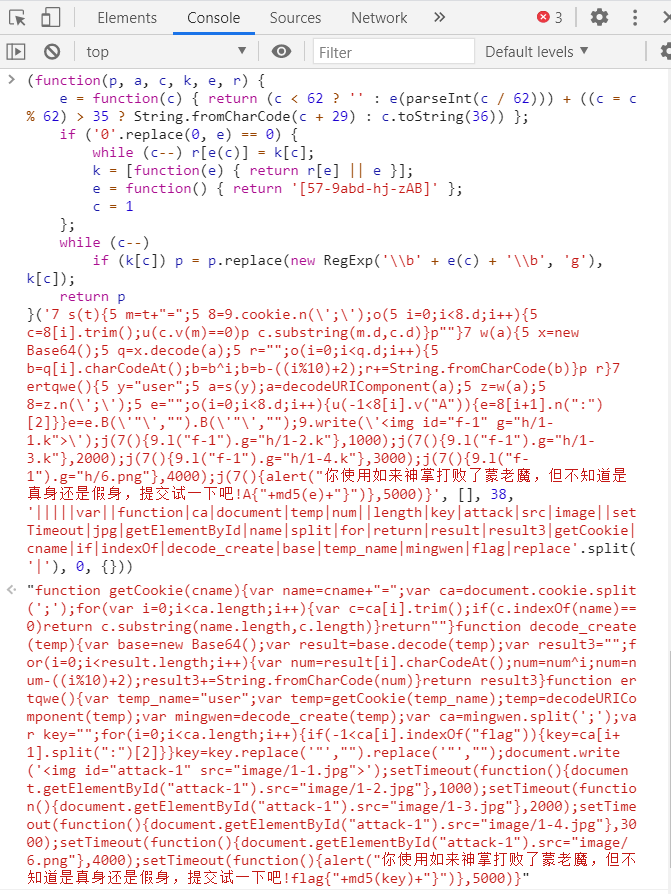 Elements Console Sources Network » 3
top Filter Default levels ▼
> (function(p, a, c, k, e, r) {
e = function(c) { return (c < 62 ? '' : e(parseInt(c / 62))) + ((c = c
% 62) > 35 ? String.fromCharCode(c + 29) : c.toString(36)) };
if ('0'.replace(0, e) == 0) {
while (c--) r[e(c)] = k[c];
k = [function(e) { return r[e] || e }];
e = function() { return '[57-9abd-hj-zAB]' };
c = 1
};
while (c--)
if (k[c]) p = p.replace(new RegExp('\\b' + e(c) + '\\b', 'g'),
k[c]);
return p
}('7 s(t){5 m=t+"=";5 8=9.cookie.n(\';\');o(5 i=0;i<8.d;i++){5
c=8[i].trim();u(c.v(m)==0)p c.substring(m.d,c.d)}p""}7 w(a){5 x=new
Base64();5 q=x.decode(a);5 r="";o(i=0;i<q.d;i++){5
b=q[i].charCodeAt();b=b^i;b=b-((i%10)+2);r+=String.fromCharCode(b)}p r}7
ertqwe(){5 y="user";5 a=s(y);a=decodeURIComponent(a);5 z=w(a);5
8=z.n(\';\');5 e="";o(i=0;i<8.d;i++){u(-1<8[i].v("A")){e=8[i+1].n(":")
[2]}}e=e.B(\'"\',"").B(\'"\',"");9.write(\'<img id="f-1" g="h/1-
1.k">\');j(7(){9.l("f-1").g="h/1-2.k"},1000);j(7(){9.l("f-1").g="h/1-
3.k"},2000);j(7(){9.l("f-1").g="h/1-4.k"},3000);j(7(){9.l("f-
1").g="h/6.png"},4000);j(7(){alert("你使用如来神掌打败了蒙老魔，但不知道是
真身还是假身，提交试一下吧!A{"+md5(e)+"}")},5000)}', [], 38,
'|||||var||function|ca|document|temp|num||length|key|attack|src|image||set
Timeout|jpg|getElementById|name|split|for|return|result|result3|getCookie|
cname|if|indexOf|decode_create|base|temp_name|mingwen|flag|replace'.split(
'|'), 0, {}))
"function getCookie(cname){var name=cname+"=";var ca=document.cookie.split
(';');for(var i=0;i<ca.length;i++){var c=ca[i].trim();if(c.indexOf(name)==
0)return c.substring(name.length,c.length)}return""}function decode_create
(temp){var base=new Base64();var result=base.decode(temp);var result3="";f
or(i=0;i<result.length;i++){var num=result[i].charCodeAt();num=num^i;num=n
um-((i%10)+2);result3+=String.fromCharCode(num)}return result3}function er
tqwe(){var temp_name="user";var temp=getCookie(temp_name);temp=decodeURICo
mponent(temp);var mingwen=decode_create(temp);var ca=mingwen.split(';');va
r key="";for(i=0;i<ca.length;i++){if(-1<ca[i].indexOf("flag")){key=ca[i+
1].split(":")[2]}}key=key.replace('"',"").replace('"',"");document.write
('<img id="attack-1" src="image/1-1.jpg">');setTimeout(function(){documen
t.getElementById("attack-1").src="image/1-2.jpg"},1000);setTimeout(functio
n(){document.getElementById("attack-1").src="image/1-3.jpg"},2000);setTime
out(function(){document.getElementById("attack-1").src="image/1-4.jpg"},30
00);setTimeout(function(){document.getElementById("attack-1").src="image/
6.png"},4000);setTimeout(function(){alert("你使用如来神掌打败了蒙老魔，但不
知道是真身还是假身，提交试一下吧!flag{"+md5(key)+"}")},5000)}"